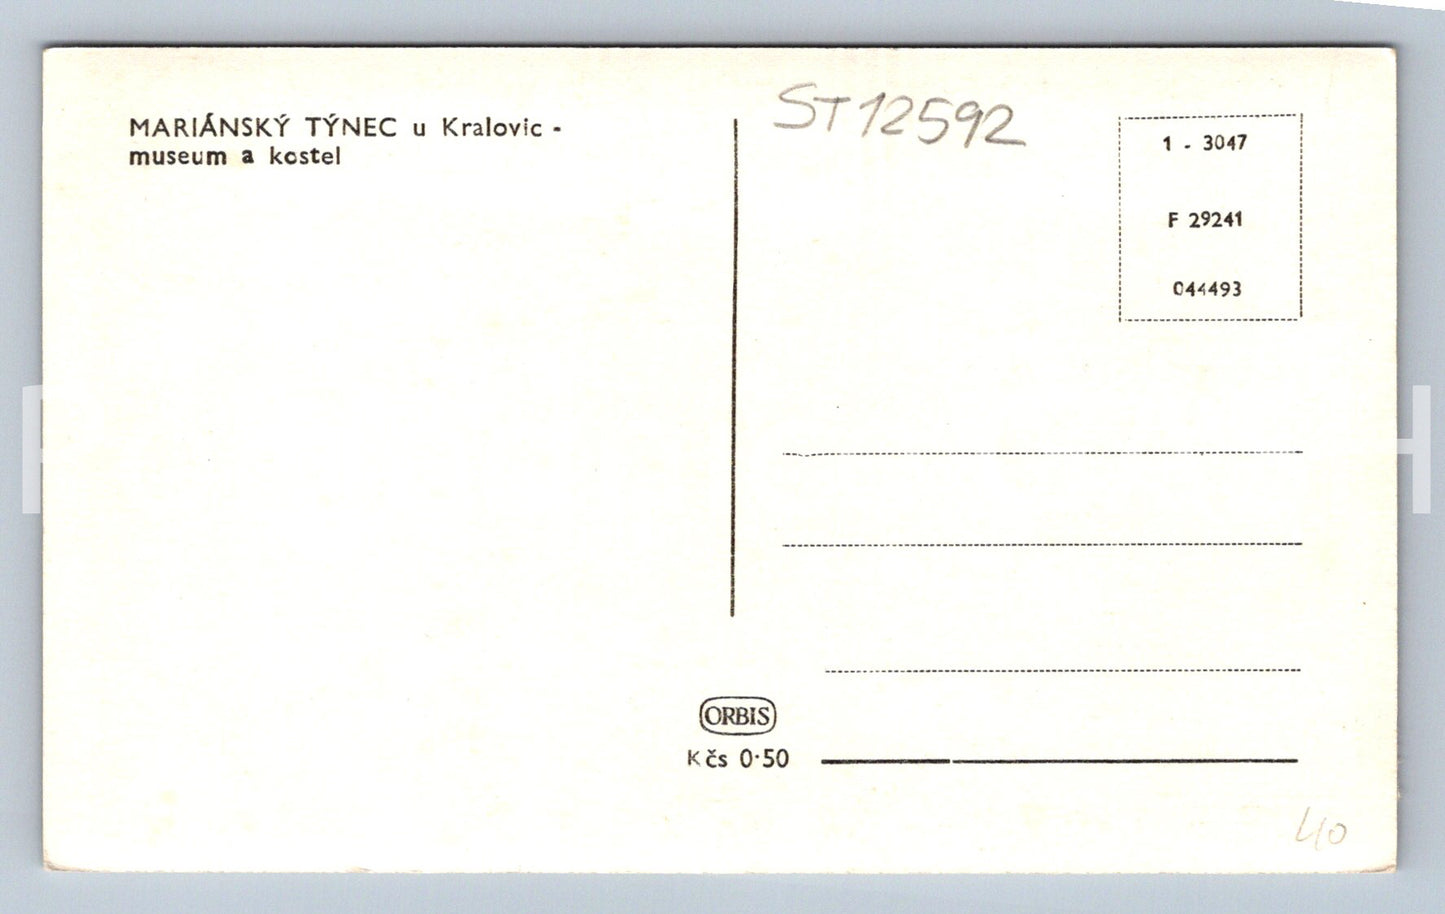 MARIÁNSKÝ TÝNEC u Kralovic -
museum a kostel
ST12592
1 - 3047
F 29241
044493
ORBIS
Kčs 0·50
40
H